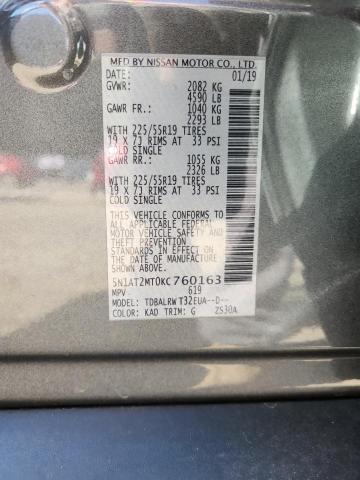 MFD BY NISSAN MOTOR CO., LTD.
DATE: 01/19
GVWR: 2082 KG
4590 LB
GAWR FR.: 1040 KG
2293 LB
WITH 225/55R19 TIRES
19 X 7J RIMS AT 33 PSI
COLD SINGLE
GAWR RR.: 1055 KG
2326 LB
WITH 225/55R19 TIRES
19 X 7J RIMS AT 33 PSI
COLD SINGLE
THIS VEHICLE CONFORMS TO
ALL APPLICABLE FEDERAL
MOTOR VEHICLE SAFETY AND
THEFT PREVENTION STANDARDS
IN EFFECT ON THE DATE OF
MANUFACTURE SHOWN ABOVE.
5N1AT2MT0KC760163
MPV 619
MODEL: TDBALRW T32EUA--D--
COLOR: KAD TRIM: G ZS30A